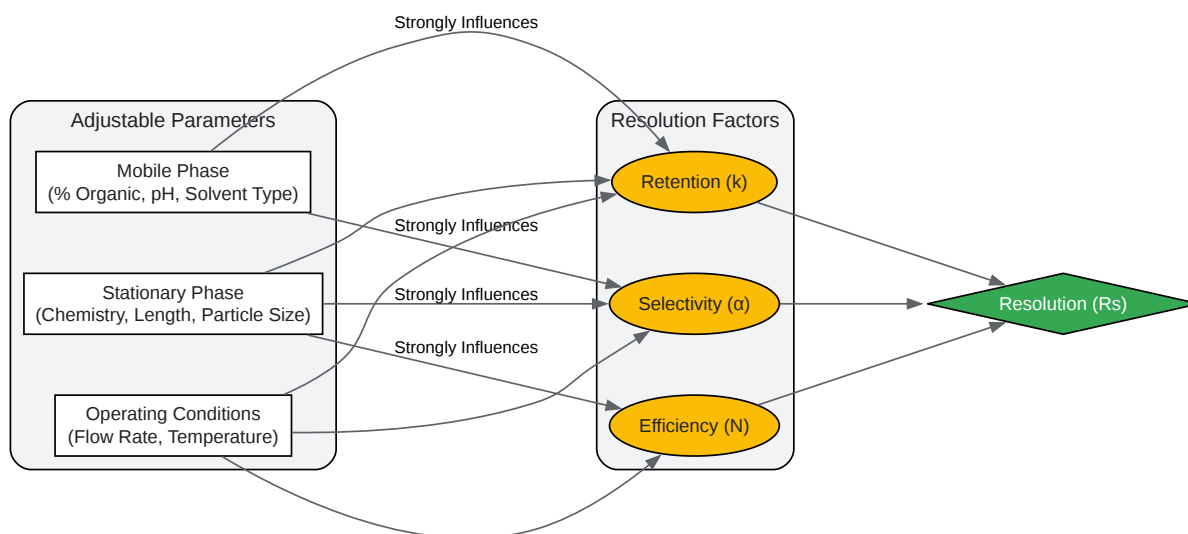 Strongly Influences
Adjustable Parameters
Resolution Factors
Mobile Phase
(% Organic, pH, Solvent Type)
Retention (k)
Strongly Influences
Stationary Phase
(Chemistry, Length, Particle Size)
Strongly Influences
Selectivity (α)
Resolution (Rs)
Strongly Influences
Operating Conditions
(Flow Rate, Temperature)
Efficiency (N)